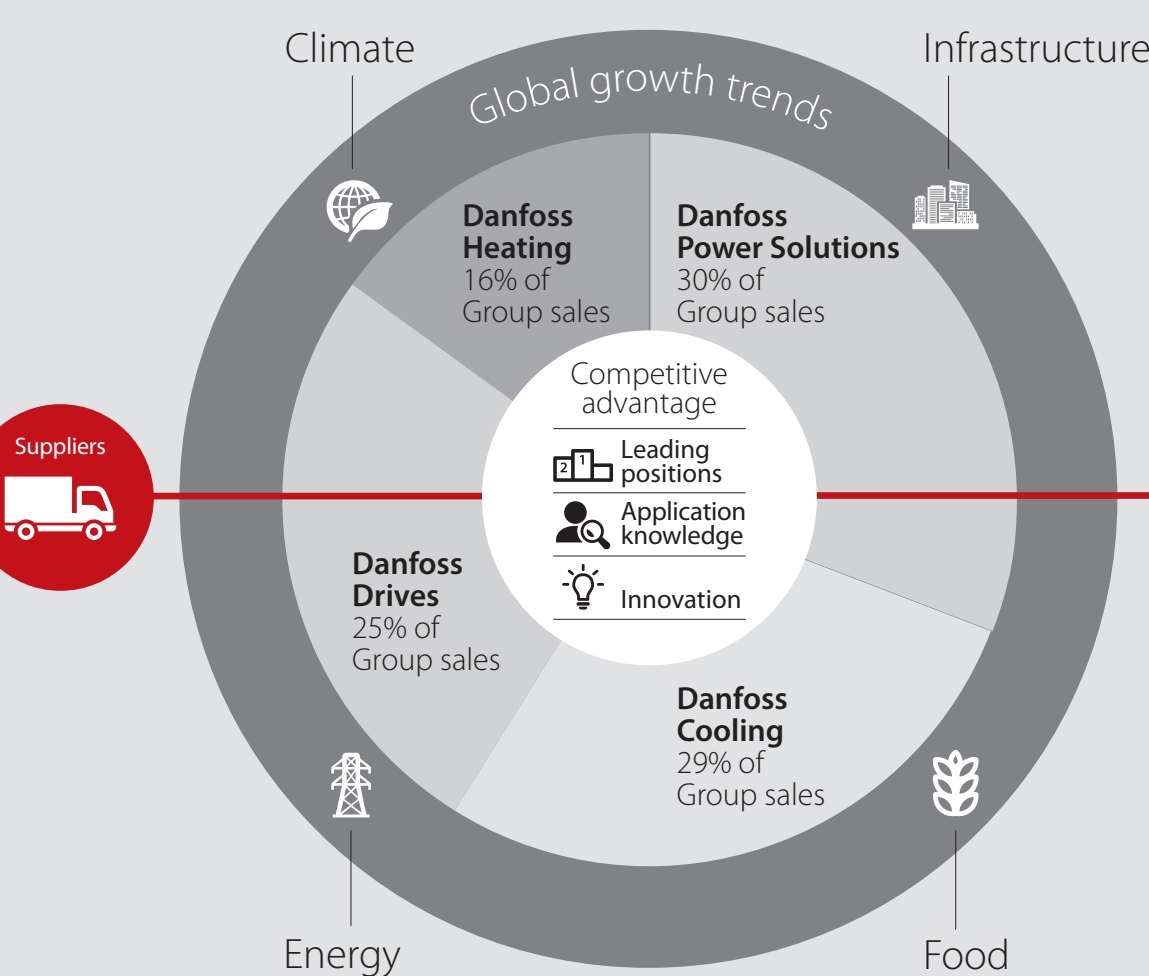 Climate
Infrastructure
Global growth trends
Danfoss
Heating
16% of
Group sales
Danfoss
Power Solutions
30% of
Group sales
Suppliers
Competitive
advantage
2 1
Leading
positions
Application
knowledge
Innovation
Danfoss
Drives
25% of
Group sales
Danfoss
Cooling
29% of
Group sales
Energy
Food